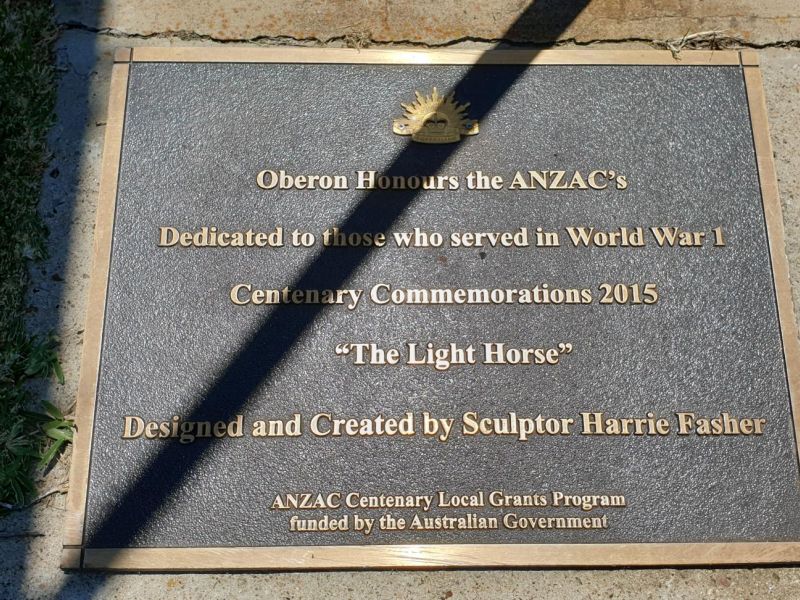 Oberon Honours the ANZAC's
Dedicated to those who served in World War 1
Centenary Commemorations 2015
“The Light Horse”
Designed and Created by Sculptor Harrie Fasher
ANZAC Centenary Local Grants Program
funded by the Australian Government